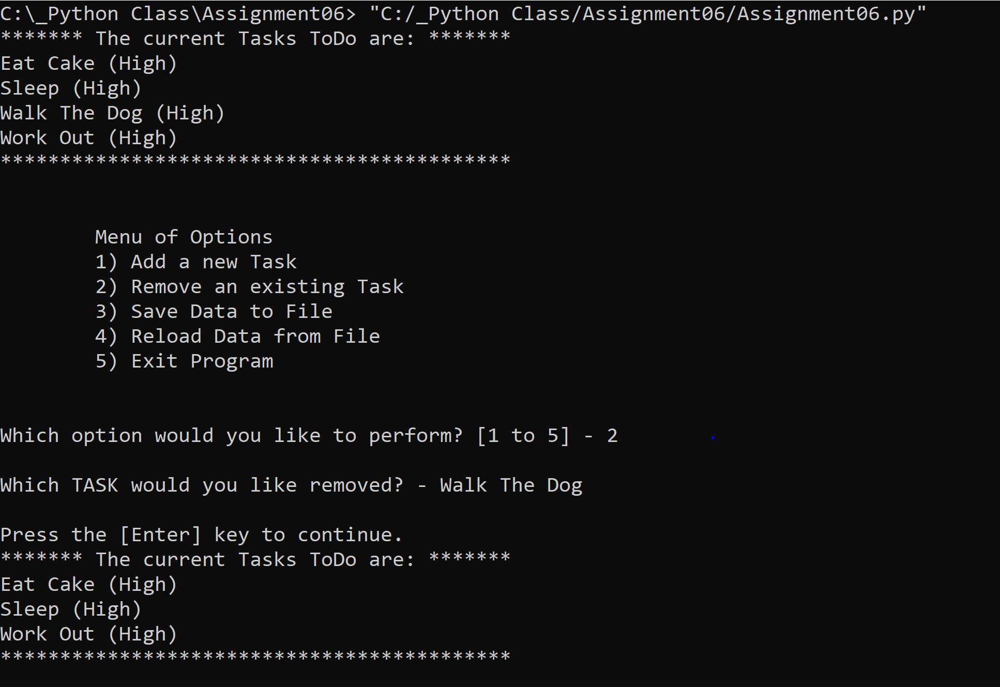 C:\_Python Class\Assignment06> "C:/_Python Class/Assignment06/Assignment06.py"
******* The current Tasks ToDo are: *******
Eat Cake (High)
Sleep (High)
Walk The Dog (High)
Work Out (High)
*******************************************
Menu of Options
1) Add a new Task
2) Remove an existing Task
3) Save Data to File
4) Reload Data from File
5) Exit Program
Which option would you like to perform? [1 to 5] - 2
Which TASK would you like removed? - Walk The Dog
Press the [Enter] key to continue.
******* The current Tasks ToDo are: *******
Eat Cake (High)
Sleep (High)
Work Out (High)
*******************************************